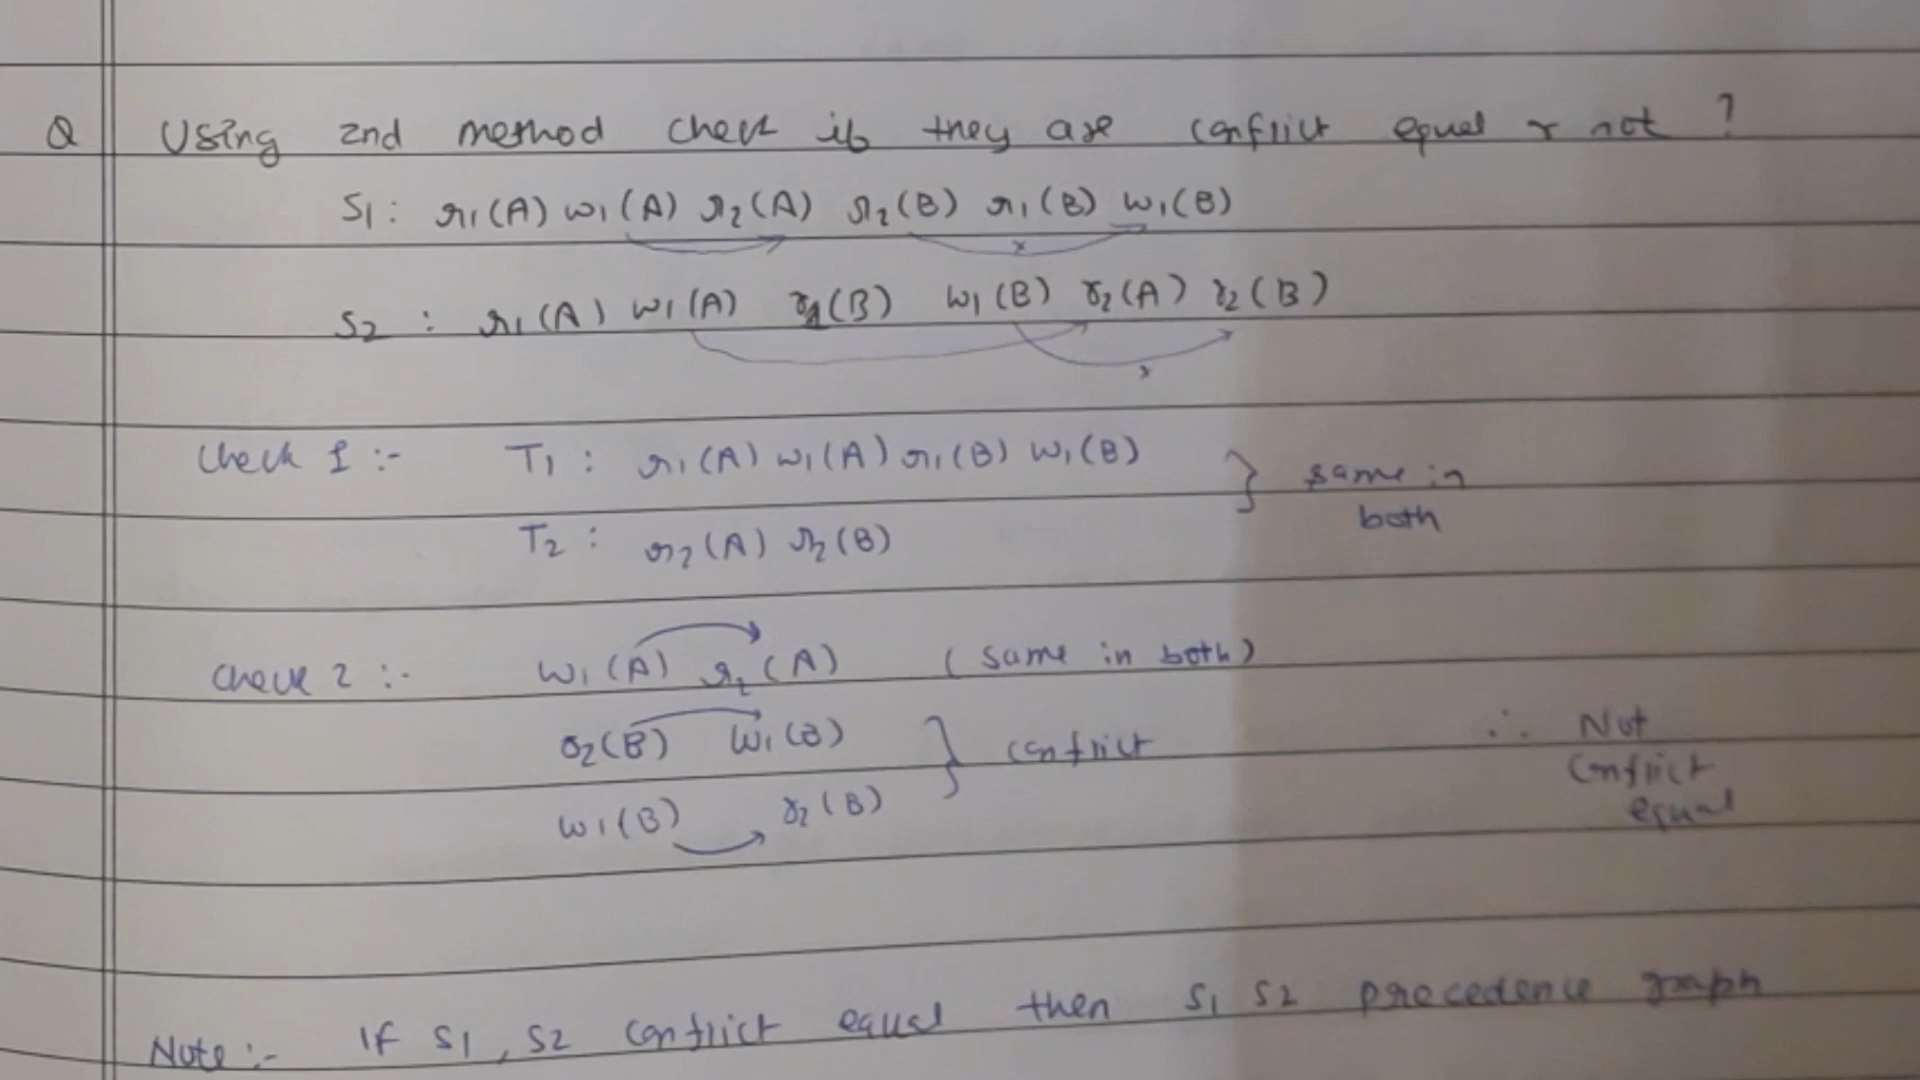 Q Using 2nd method check if they are conflict equal or not ?
S1 : r1(A) w1(A) r2(A) r2(B) r1(B) w1(B)
S2 : r1(A) w1(A) r1(B) w1(B) r2(A) r2(B)
Check 1 :- T1 : r1(A) w1(A) r1(B) w1(B) } same in both
T2 : r2(A) r2(B)
Check 2 :- w1(A) r2(A) (same in both)
r2(B) w1(B) } conflict ∴ Not conflict equal
w1(B) r2(B)
Note :- If S1, S2 conflict equal then S1 S2 precedence graph